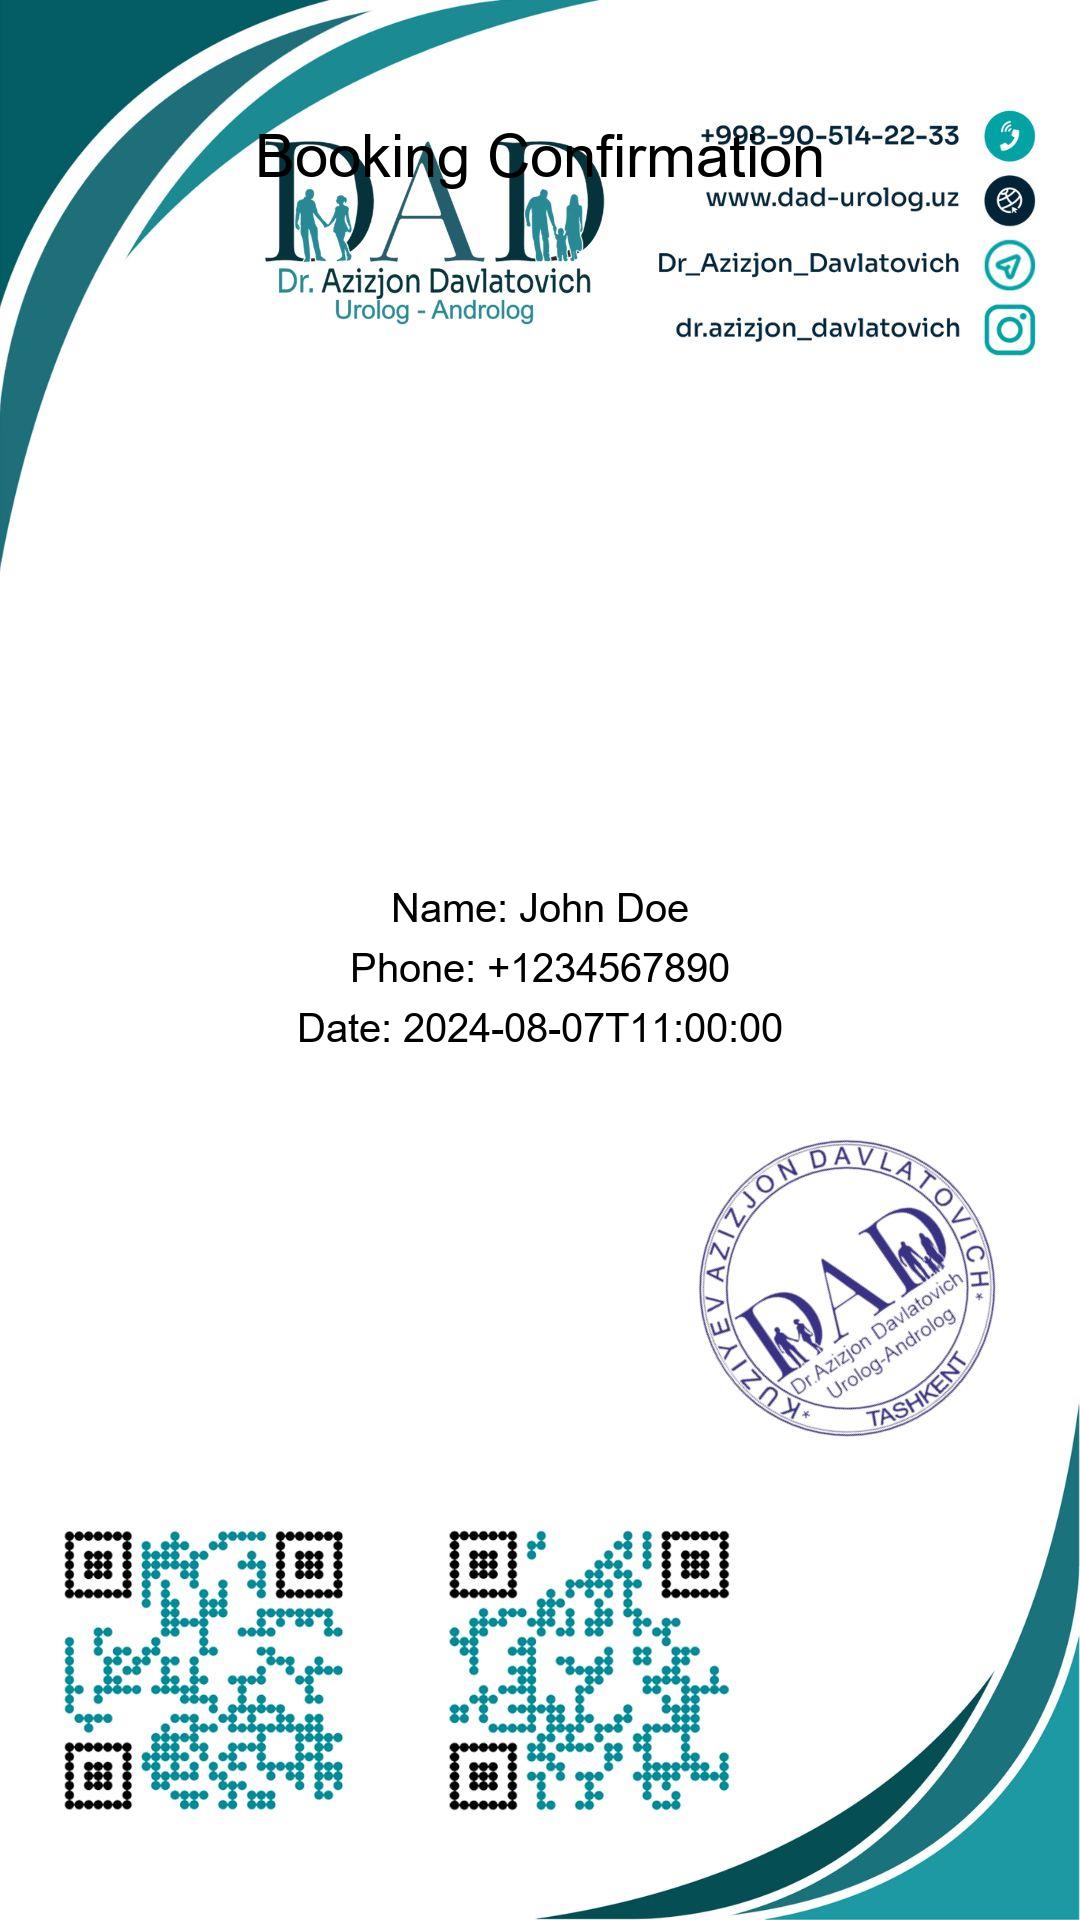 Booking Confirmation
DAD
Dr. Azizjon Davlatovich
Urolog - Androlog
+998-90-514-22-33
www.dad-urolog.uz
Dr_Azizjon_Davlatovich
dr.azizjon_davlatovich
Name: John Doe
Phone: +1234567890
Date: 2024-08-07T11:00:00
*KUZIYEV AZIZJON DAVLATOVICH*
DAD
Dr.Azizjon Davlatovich
Urolog-Androlog
TASHKENT